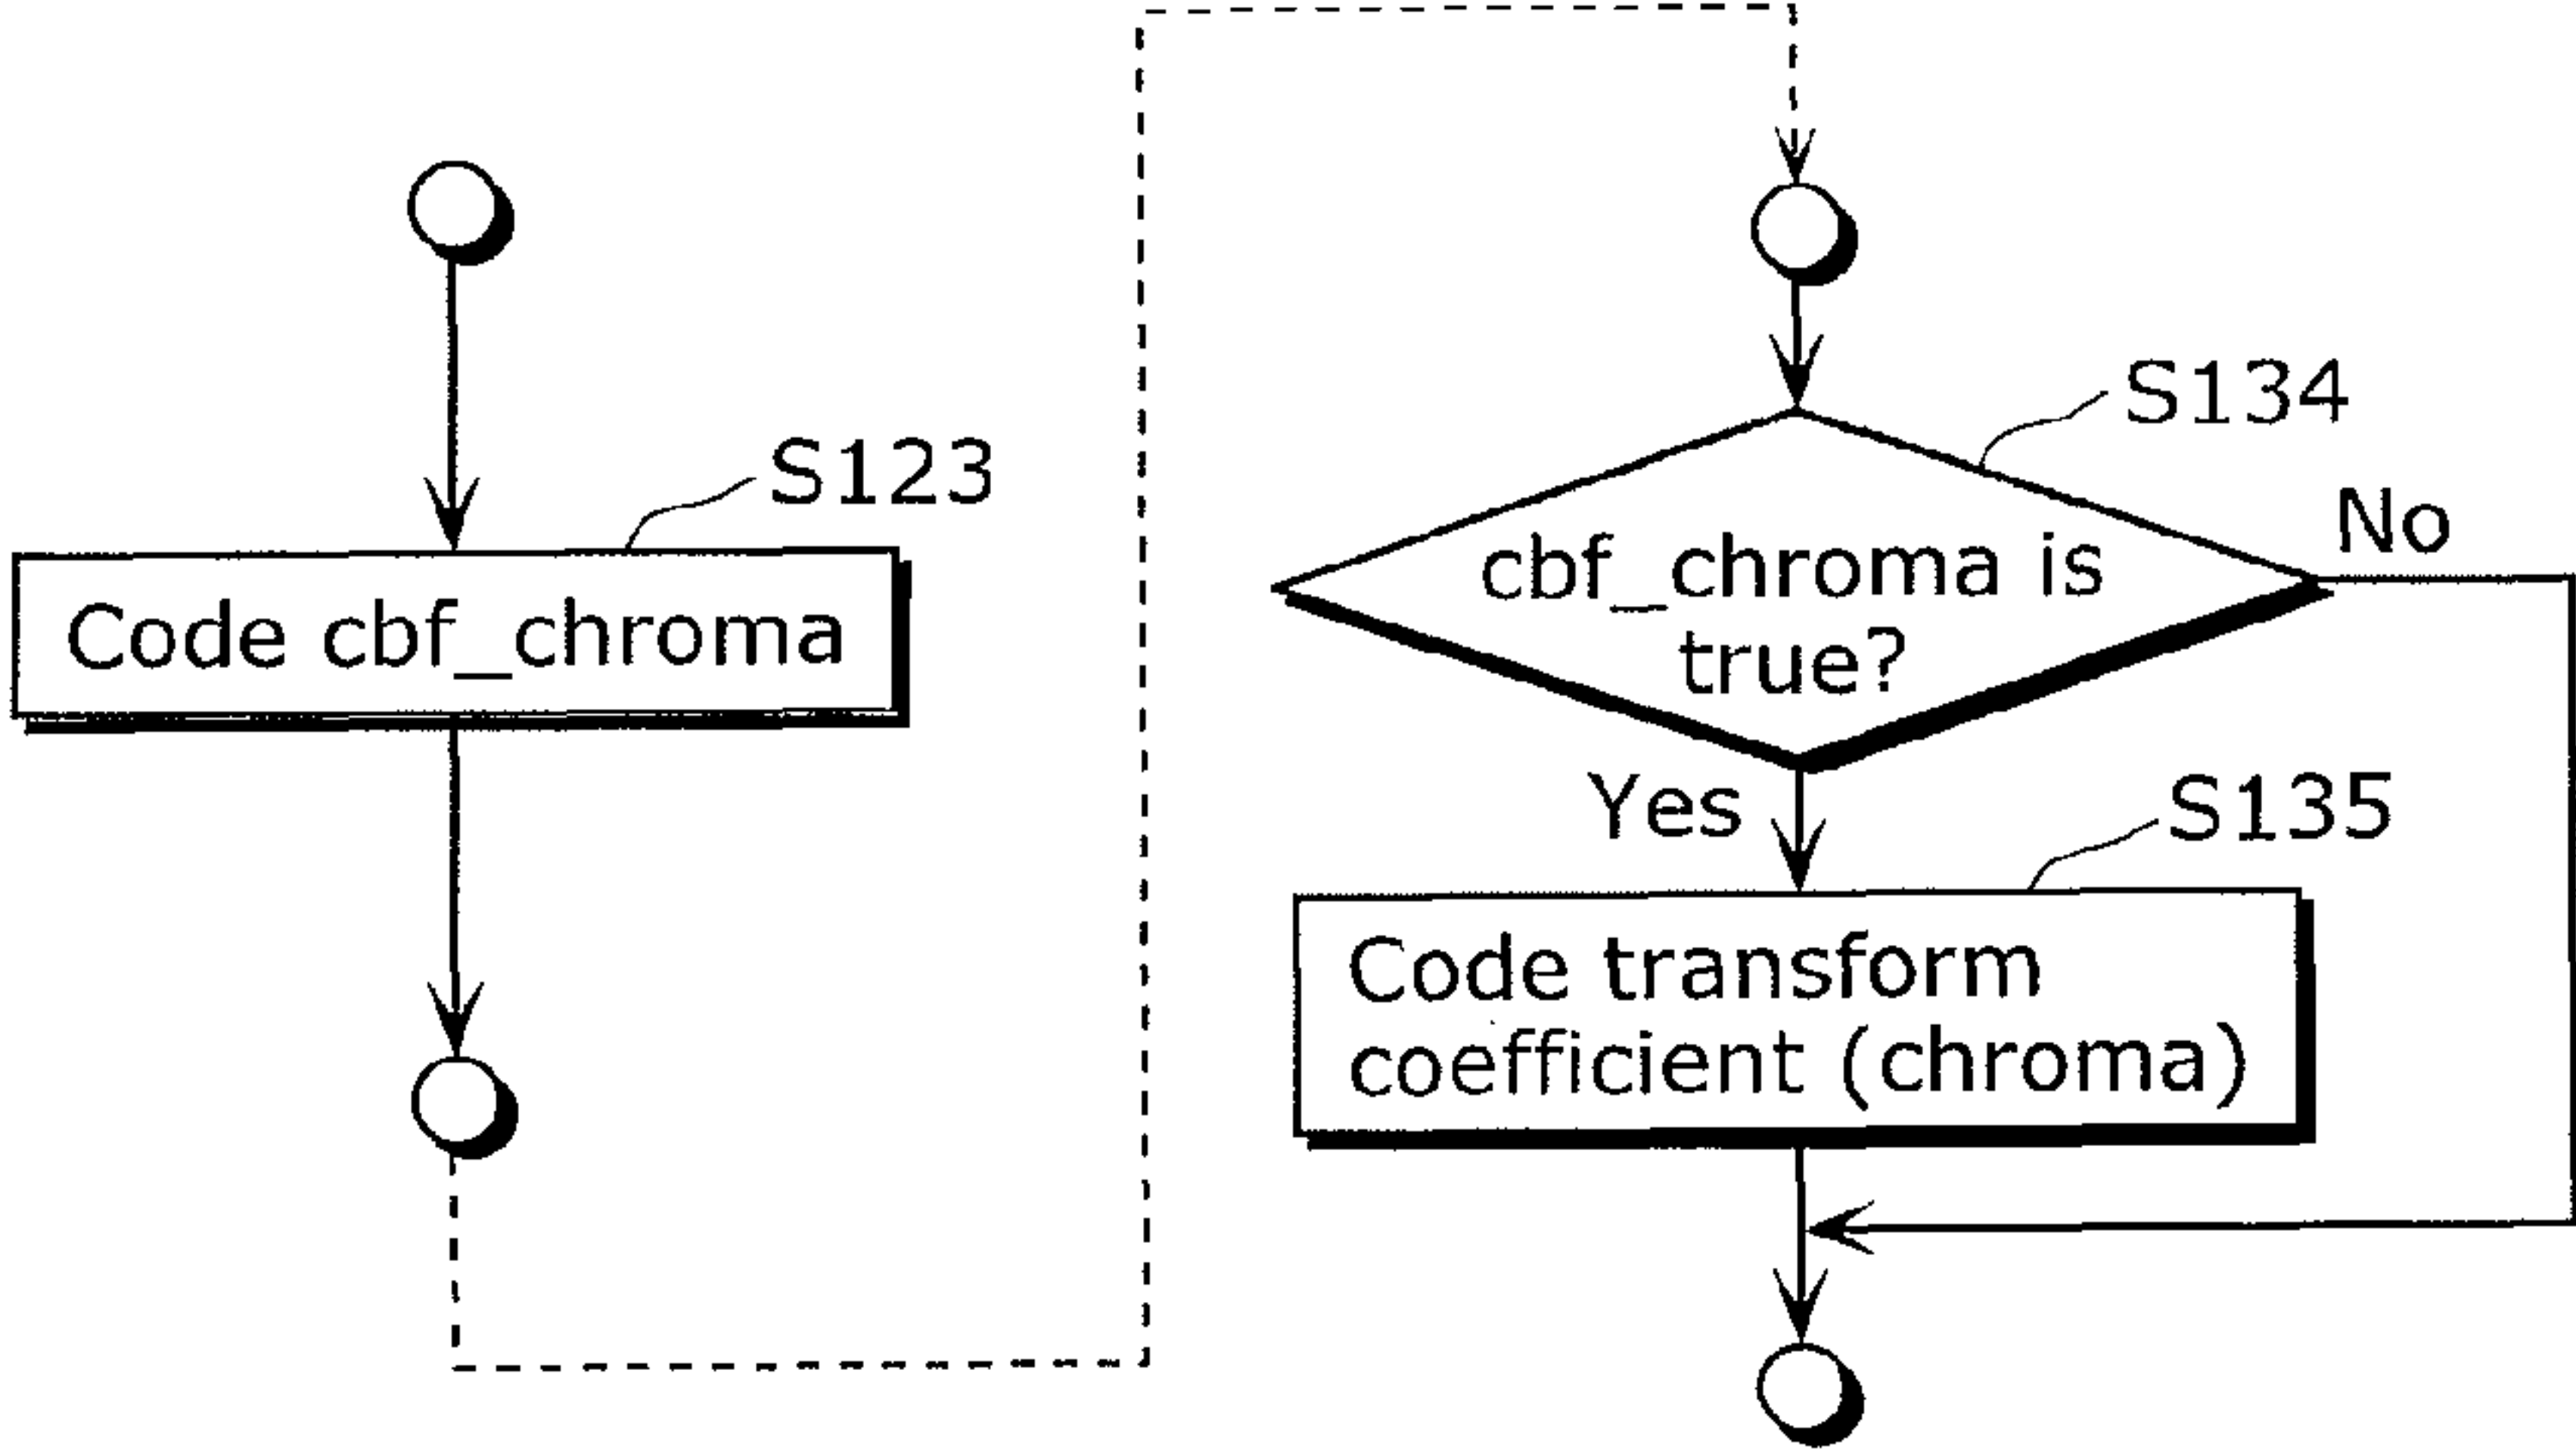 S123
Code cbf_chroma
S134
cbf_chroma is
true?
No
Yes
S135
Code transform
coefficient (chroma)